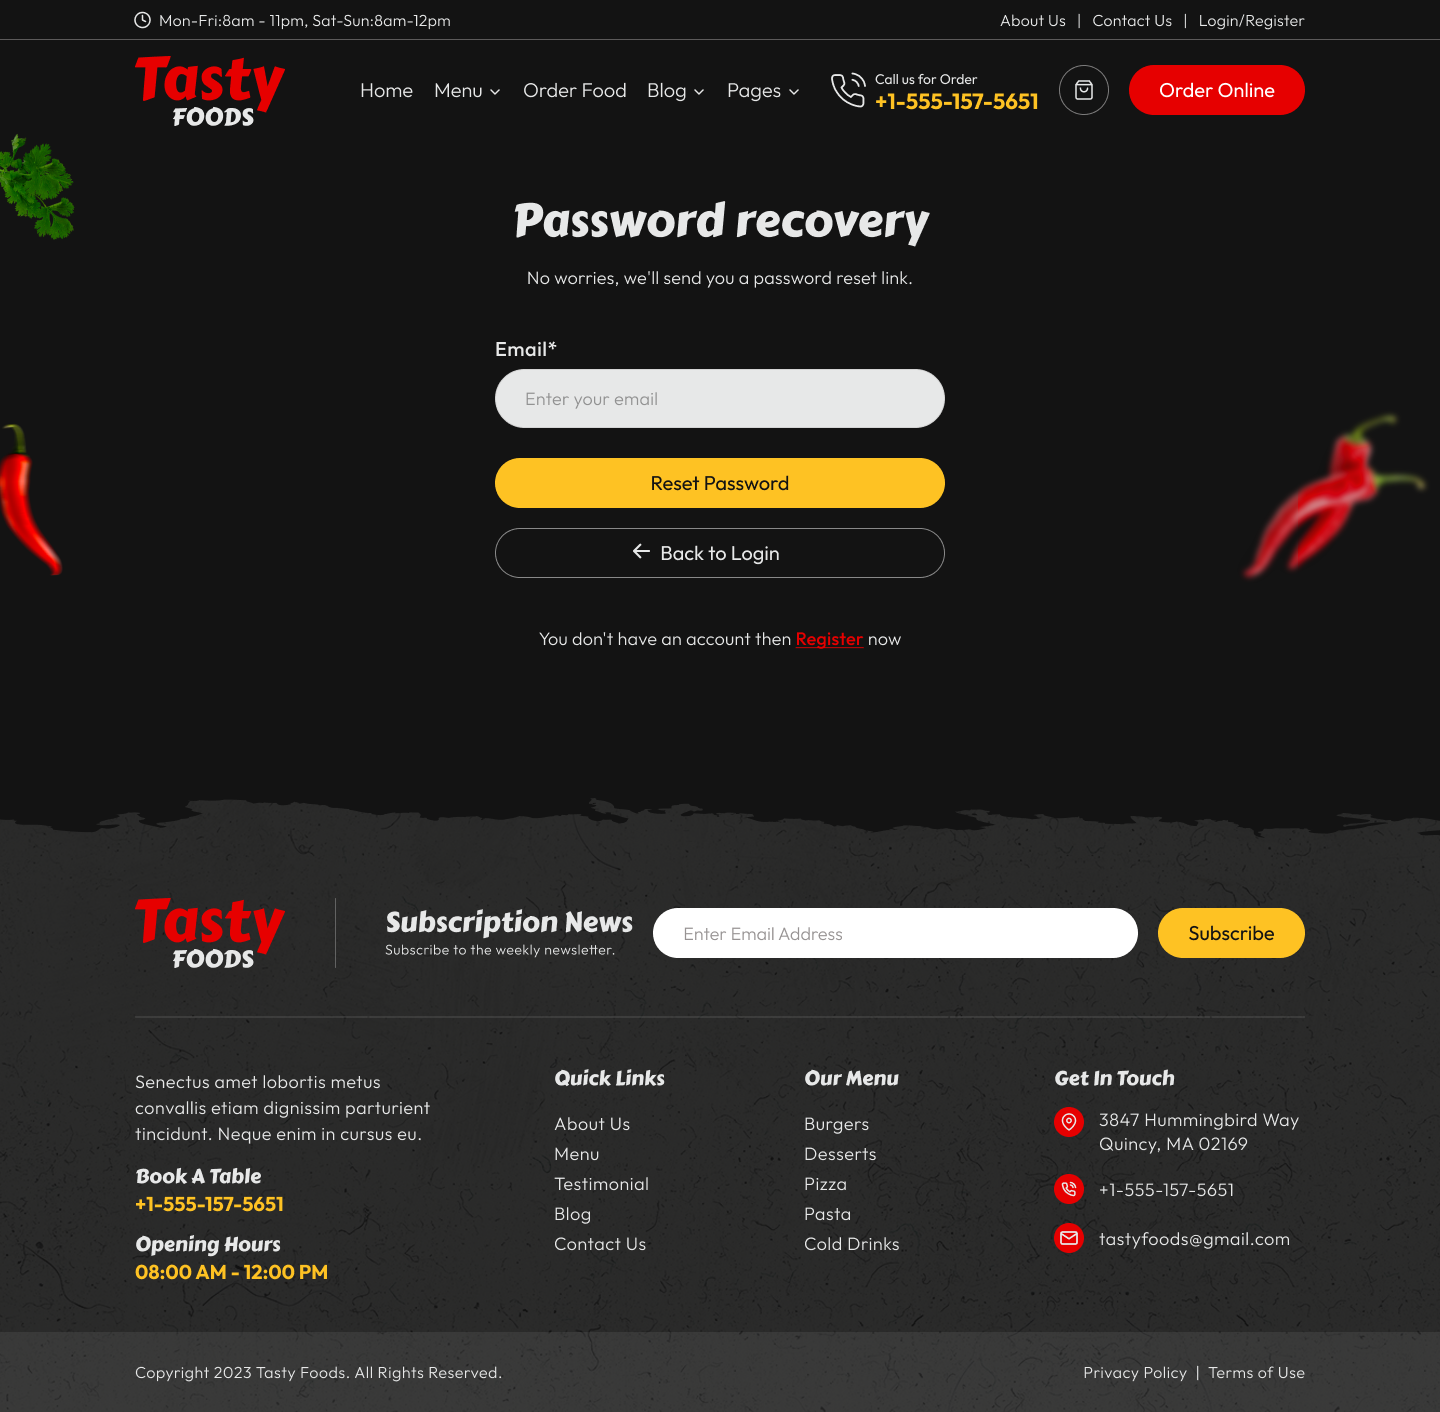 Mon-Fri:8am - 11pm, Sat-Sun:8am-12pm
About Us | Contact Us | Login/Register
Tasty
FOODS
Home Menu Order Food Blog Pages
Call us for Order
+1-555-157-5651
Order Online
Password recovery
No worries, we'll send you a password reset link.
Email*
Enter your email
Reset Password
Back to Login
You don't have an account then Register now
Tasty
FOODS
Subscription News
Subscribe to the weekly newsletter.
Enter Email Address
Subscribe
Senectus amet lobortis metus
convallis etiam dignissim parturient
tincidunt. Neque enim in cursus eu.
Book A Table
+1-555-157-5651
Opening Hours
08:00 AM - 12:00 PM
Quick Links
About Us
Menu
Testimonial
Blog
Contact Us
Our Menu
Burgers
Desserts
Pizza
Pasta
Cold Drinks
Get In Touch
3847 Hummingbird Way
Quincy, MA 02169
+1-555-157-5651
tastyfoods@gmail.com
Copyright 2023 Tasty Foods. All Rights Reserved.
Privacy Policy | Terms of Use